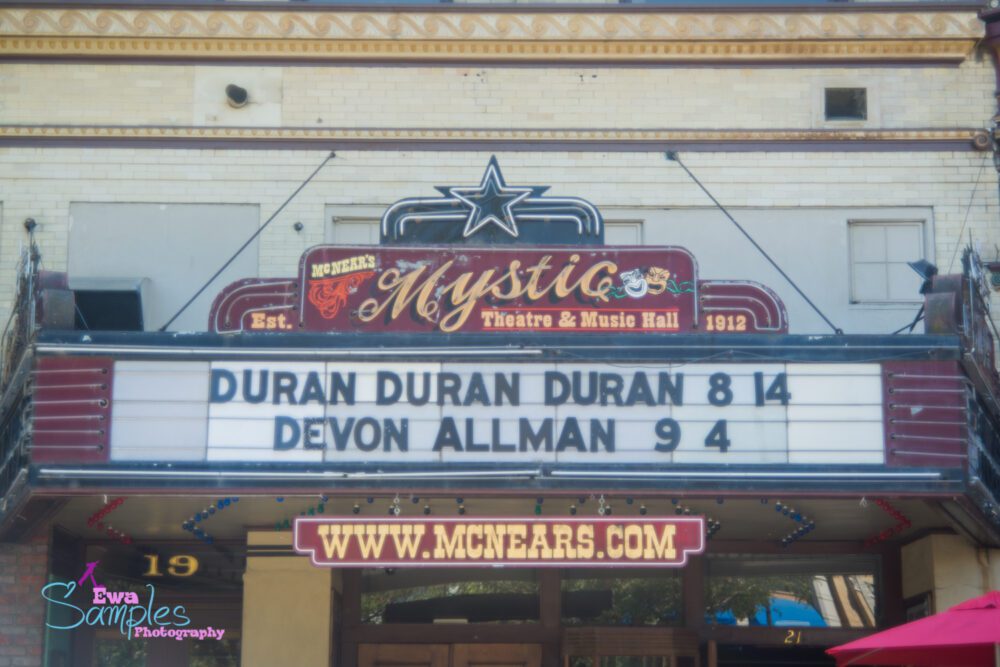 McNEAR'S
Mystic
Est.
Theatre & Music Hall
1912
DURAN DURAN DURAN 8 14
DEVON ALLMAN 9 4
WWW.MCNEARS.COM
19
21
Ewa
Samples
Photography